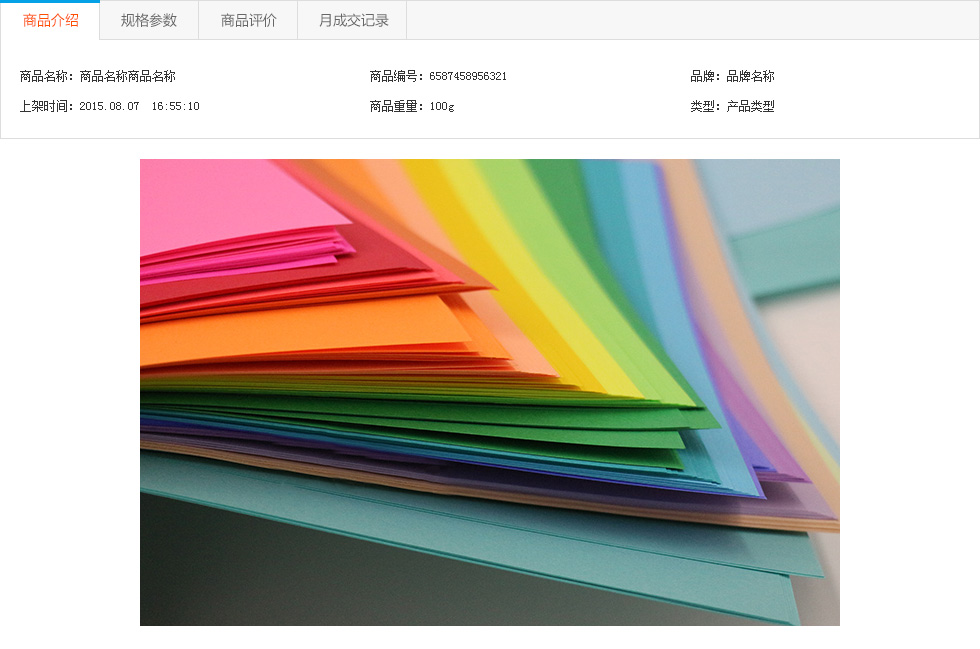 商品介绍 规格参数 商品评价 月成交记录
商品名称：商品名称商品名称 商品编号：6587458956321 品牌：品牌名称
上架时间：2015.08.07 16:55:10 商品重量：100g 类型：产品类型